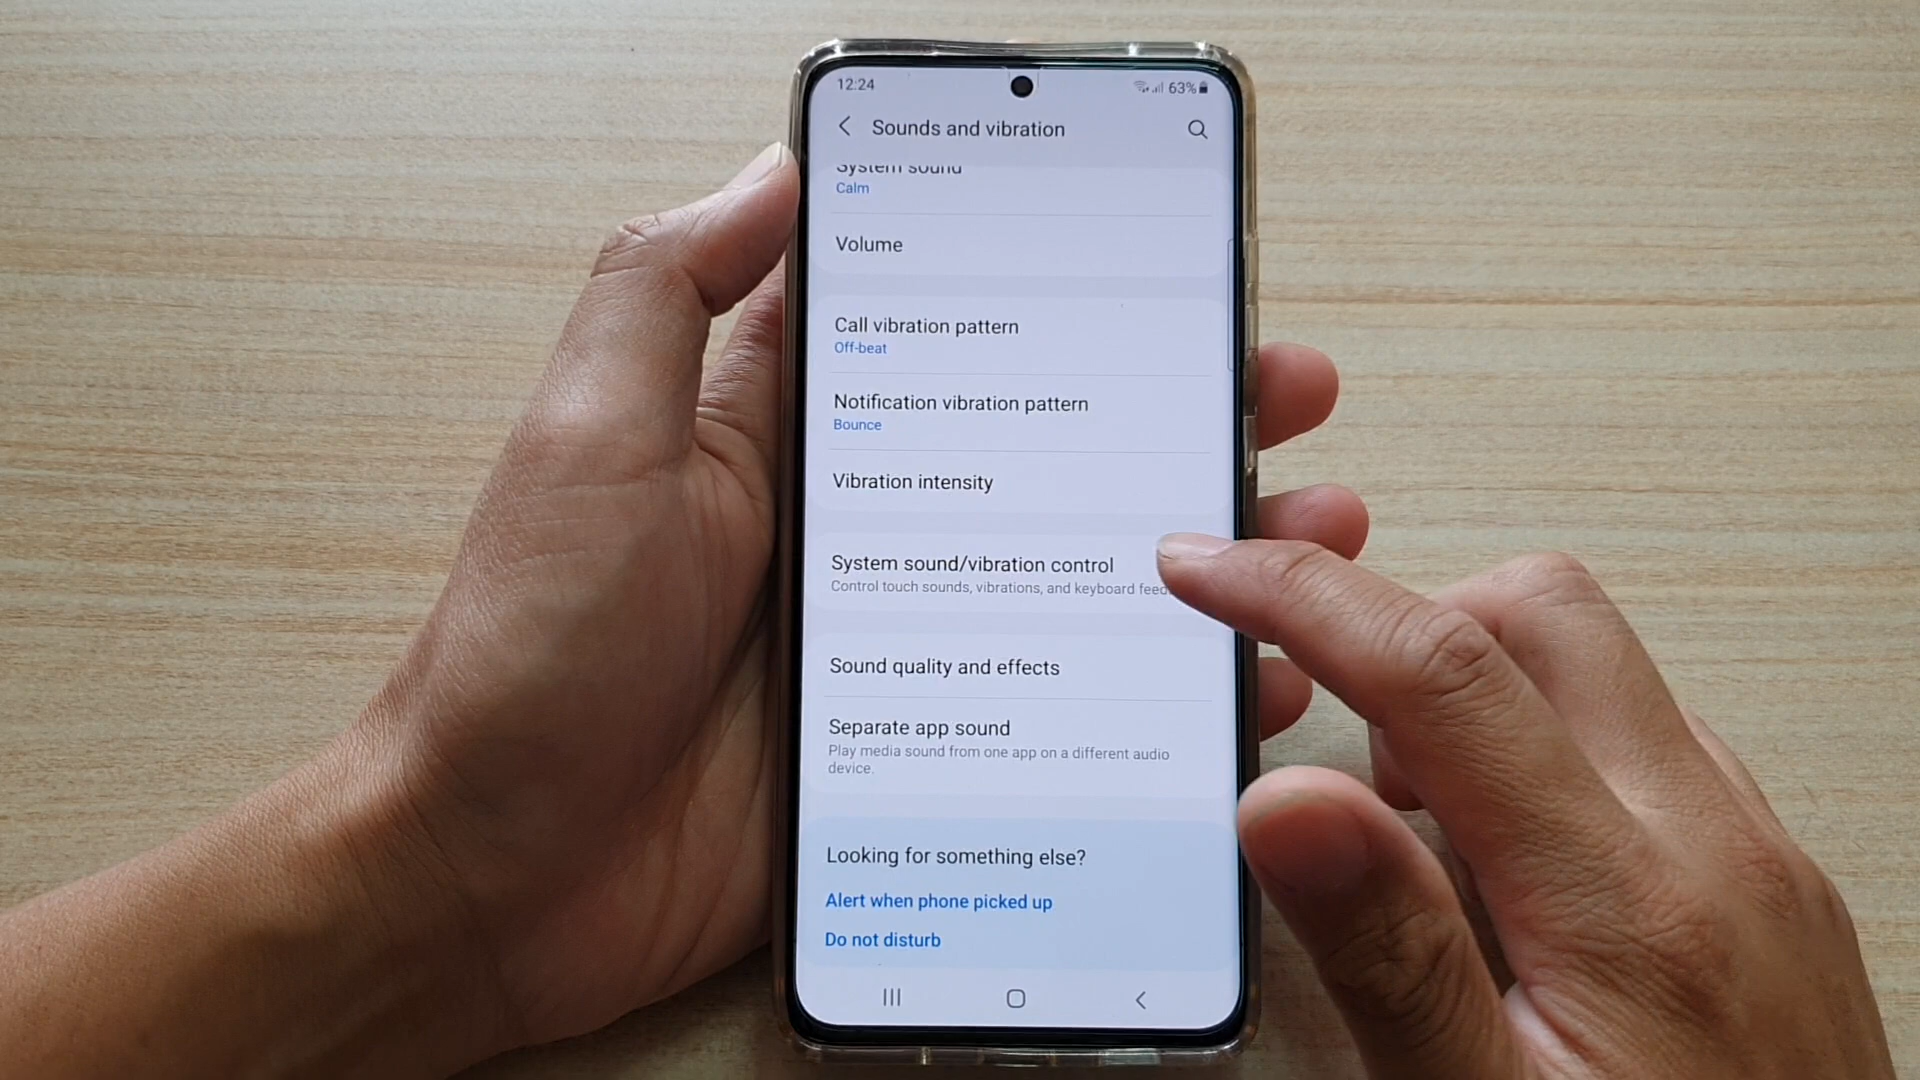 12:24
63%
Sounds and vibration
System sound
Calm
Volume
Call vibration pattern
Off-beat
Notification vibration pattern
Bounce
Vibration intensity
System sound/vibration control
Control touch sounds, vibrations, and keyboard
Sound quality and effects
Separate app sound
Play media sound from one app on a different audio
device.
Looking for something else?
Alert when phone picked up
Do not disturb